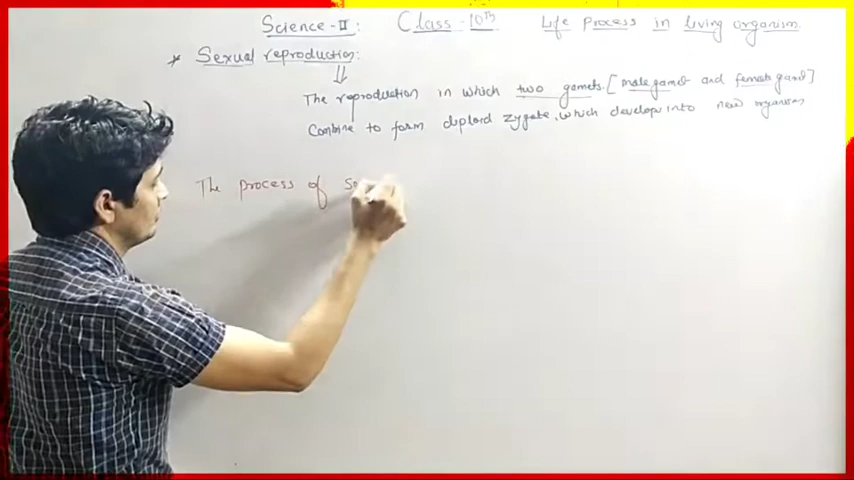 Science-II: Class-10th Life process in living organism.
* Sexual reproduction:
The reproduction in which two gamets. [male gamet and female gamet]
Combine to form diploid zygote, which develop into new organism
The process of